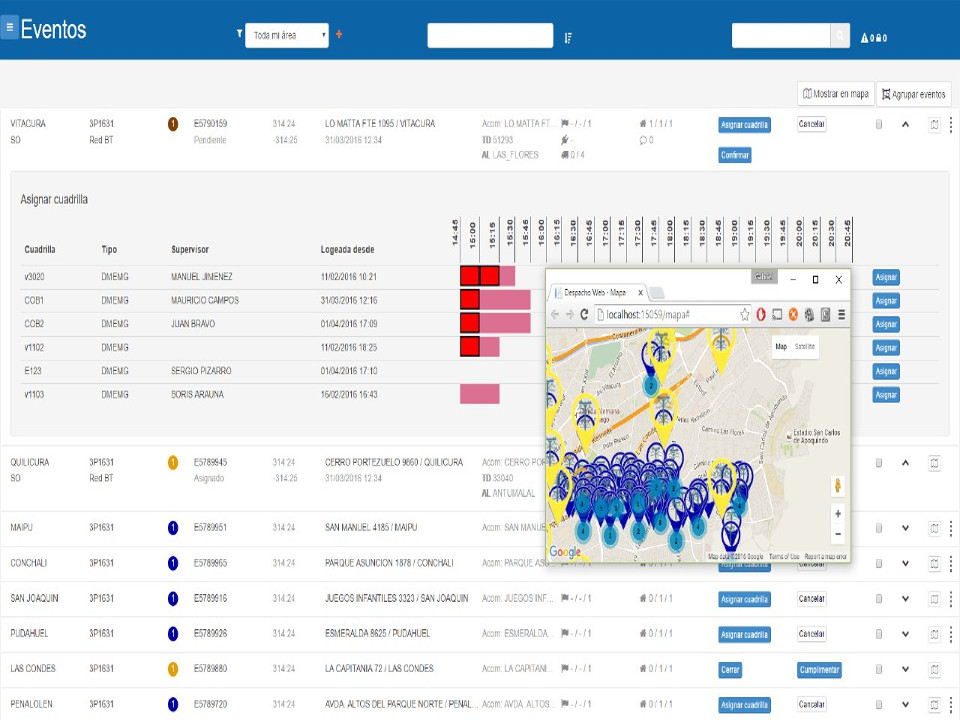 Eventos
Toda mi área
0 0
Mostrar en mapa Agrupar eventos
VITACURA 3P1631 1 E5790159 314:24 LO MATTA FTE 1095 / VITACURA Acom: LO MATTA FT... - / - / 1 1 / 1 / 1 Asignar cuadrilla Cancelar
SO Red BT Pendiente -314:25 31/03/2016 12:34 TD 51293 - 0
AL LAS_FLORES 0 / 4 Confirmar
Asignar cuadrilla
14:45 15:00 15:15 15:30 15:45 16:00 16:15 16:30 16:45 17:00 17:15 17:30 17:45 18:00 18:15 18:30 18:45 19:00 19:15 19:30 19:45 20:00 20:15 20:30 20:45
Cuadrilla Tipo Supervisor Logeada desde
v3020 DMEMG MANUEL JIMENEZ 11/02/2016 10:21 Asignar
COB1 DMEMG MAURICIO CAMPOS 31/03/2016 12:16 Asignar
COB2 DMEMG JUAN BRAVO 01/04/2016 17:09 Asignar
v1102 DMEMG 11/02/2016 18:25 Asignar
E123 DMEMG SERGIO PIZARRO 01/04/2016 17:10 Asignar
v1103 DMEMG BORIS ARAUNA 16/02/2016 16:43 Asignar
Despacho Web - Mapa
localhost:15059/mapa#
Map Satellite
Estadio San Carlos
de Apoquindo
Google
Map data ©2016 Google Terms of Use Report a map error
QUILICURA 3P1631 1 E5789945 314:24 CERRO PORTEZUELO 9860 / QUILICURA Acom: CERRO POR
SO Red BT Asignado -314:25 31/03/2016 12:34 TD 33040
AL ANTUMALAL
MAIPU 3P1631 1 E5789951 314:24 SAN MANUEL 4185 / MAIPU Acom: SAN MANUE
CONCHALI 3P1631 1 E5789965 314:24 PARQUE ASUNCION 1878 / CONCHALI Acom: PARQUE AS... - / - / 1 0 / 1 / 1 Asignar cuadrilla Cancelar
SAN JOAQUIN 3P1631 1 E5789916 314:24 JUEGOS INFANTILES 3323 / SAN JOAQUIN Acom: JUEGOS INF... - / - / 1 0 / 1 / 1 Asignar cuadrilla Cancelar
PUDAHUEL 3P1631 1 E5789926 314:24 ESMERALDA 8625 / PUDAHUEL Acom: ESMERALDA... - / - / 1 0 / 1 / 1 Asignar cuadrilla Cancelar
LAS CONDES 3P1631 1 E5789880 314:24 LA CAPITANIA 72 / LAS CONDES Acom: LA CAPITANI... - / - / 1 0 / 1 / 1 Cerrar Cumplimentar
PENALOLEN 3P1631 1 E5789720 314:24 AVDA. ALTOS DEL PARQUE NORTE / PENAL... Acom: AVDA. ALTOS... - / - / 1 0 / 1 / 1 Asignar cuadrilla Cancelar